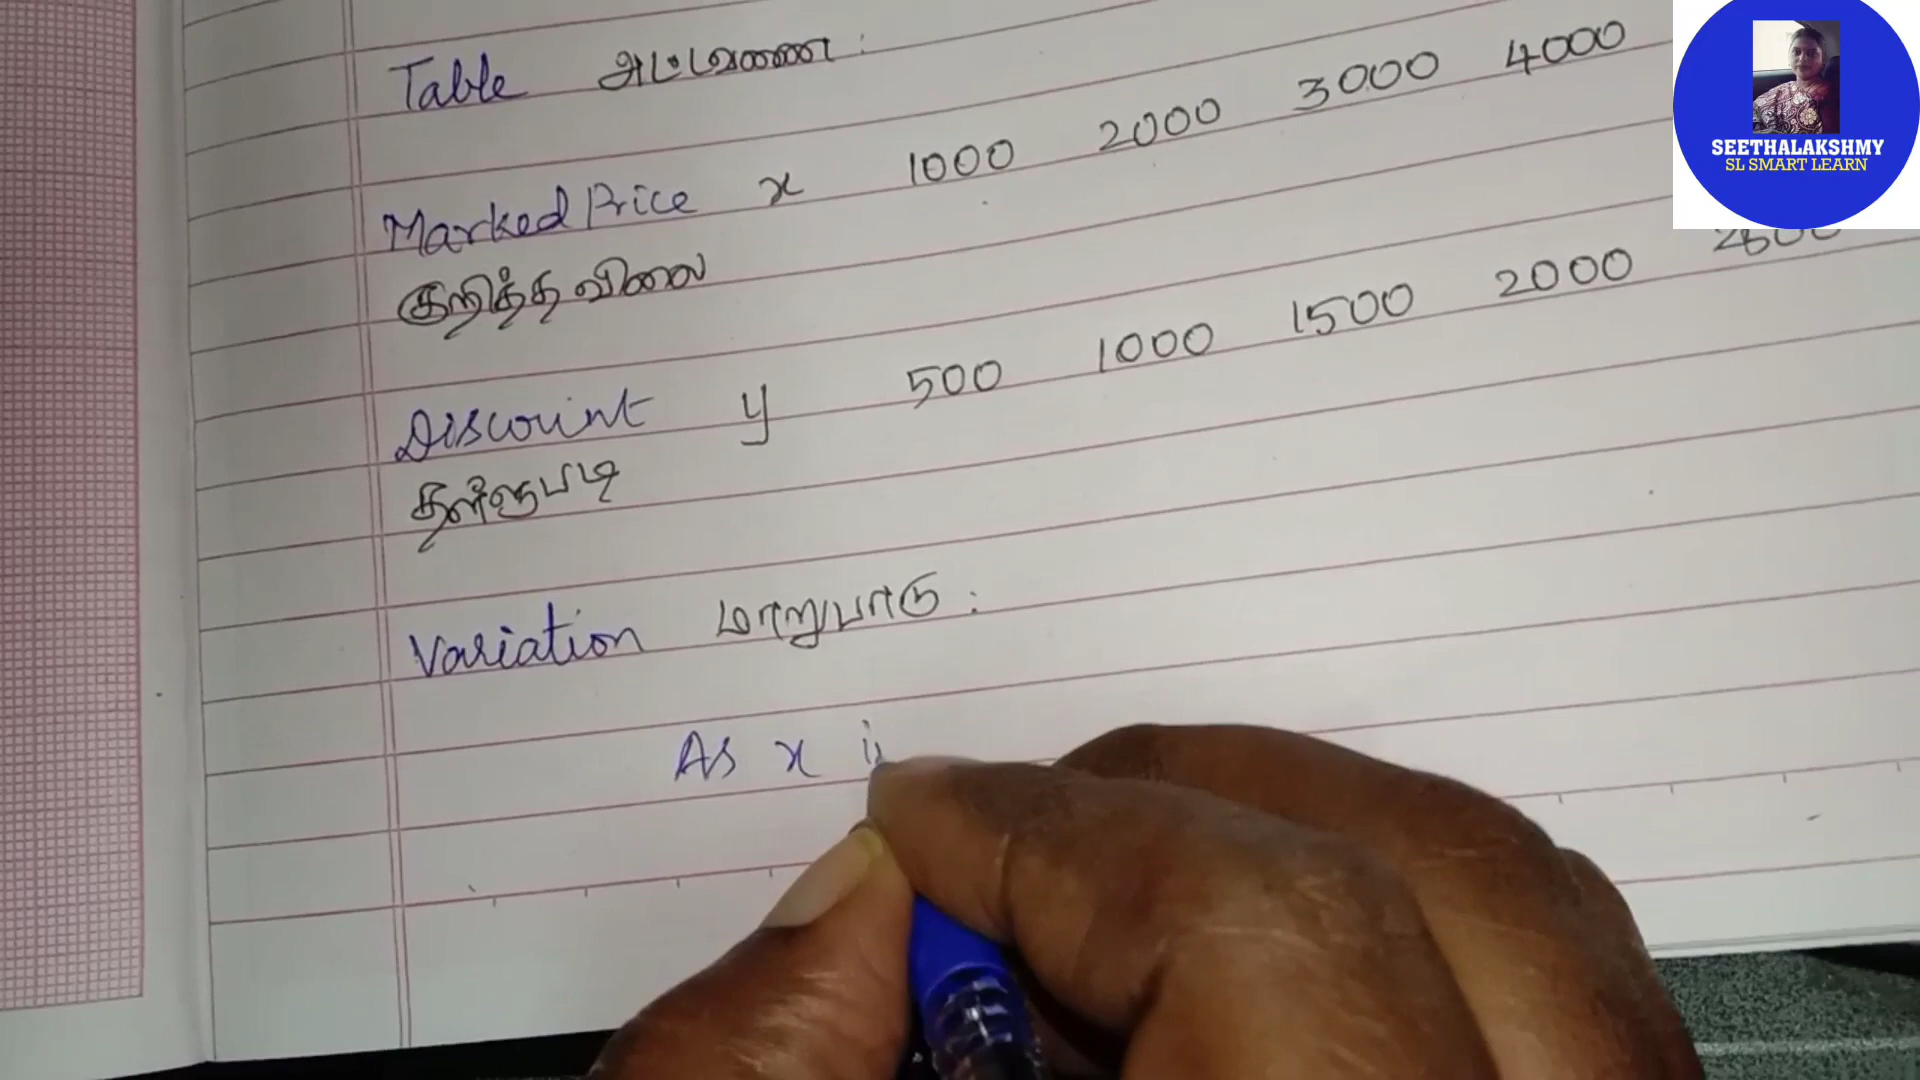 Table அட்டவணை :
Marked Price x 1000 2000 3000 4000
குறித்த விலை
Discount y 500 1000 1500 2000
தள்ளுபடி
Variation மாறுபாடு :
As x
SEETHALAKSHMY
SL SMART LEARN